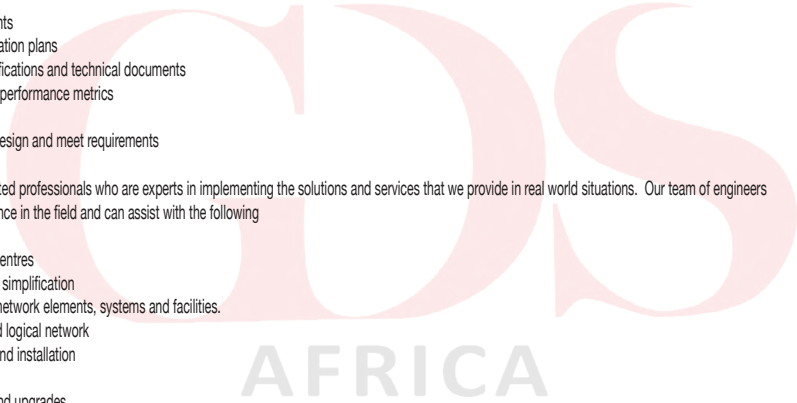 nts
ation plans
fications and technical documents
performance metrics
esign and meet requirements
ted professionals who are experts in implementing the solutions and services that we provide in real world situations. Our team of engineers
nce in the field and can assist with the following
entres
simplification
network elements, systems and facilities.
d logical network
nd installation
nd upgrades
GDS
AFRICA